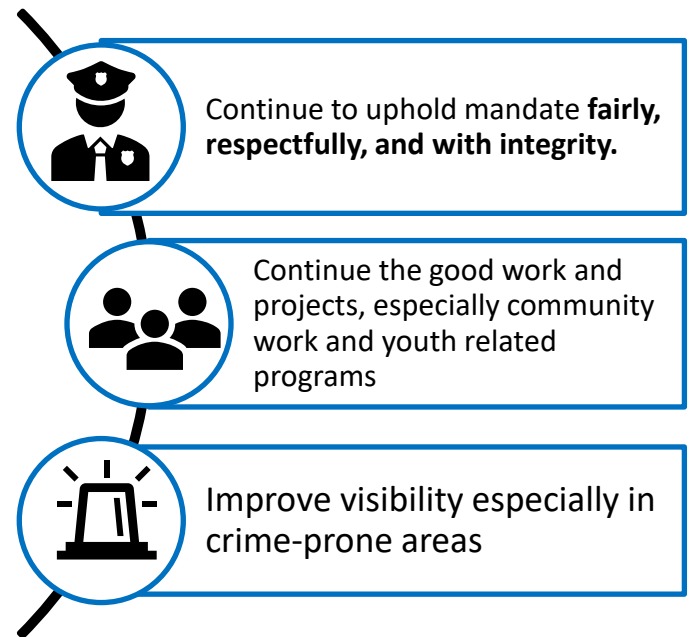 Continue to uphold mandate fairly,
respectfully, and with integrity.
Continue the good work and
projects, especially community
work and youth related
programs
Improve visibility especially in
crime-prone areas